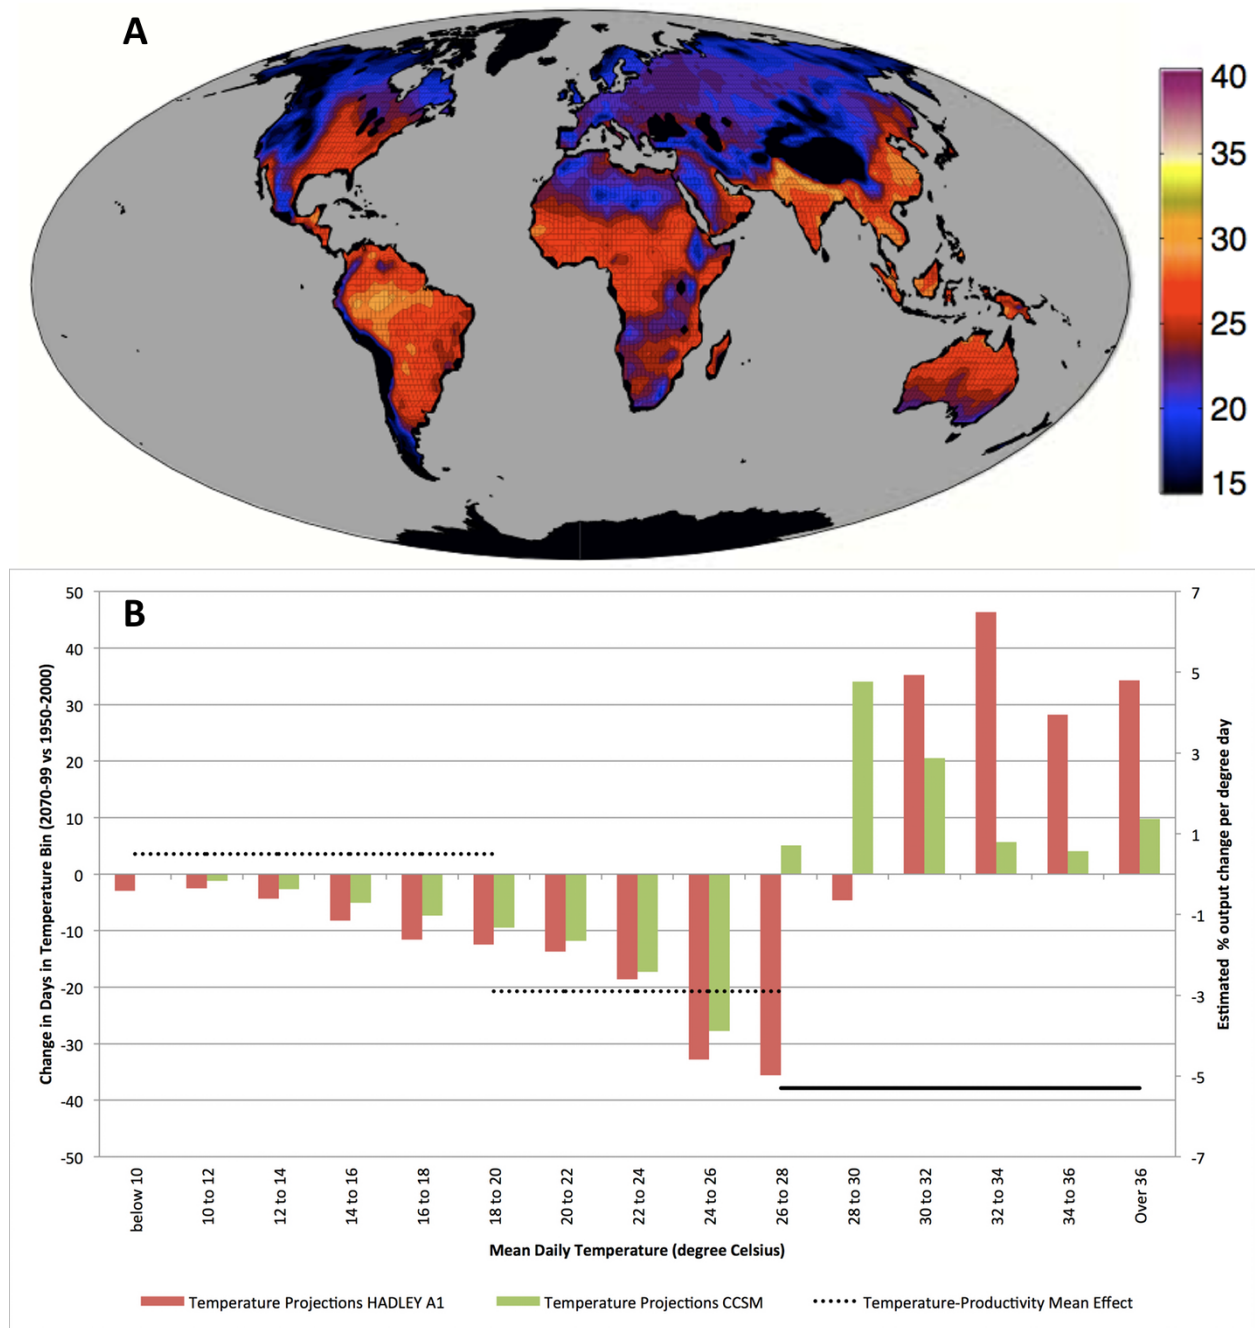 A
40
35
30
25
20
15
B
Change in Days in Temperature Bin (2070-99 vs 1950-2000)
50
40
30
20
10
0
-10
-20
-30
-40
-50
7
5
3
1
-1
-3
-5
-7
Estimated % output change per degree day
below 10
10 to 12
12 to 14
14 to 16
16 to 18
18 to 20
20 to 22
22 to 24
24 to 26
26 to 28
28 to 30
30 to 32
32 to 34
34 to 36
Over 36
Mean Daily Temperature (degree Celsius)
Temperature Projections HADLEY A1
Temperature Projections CCSM
Temperature-Productivity Mean Effect